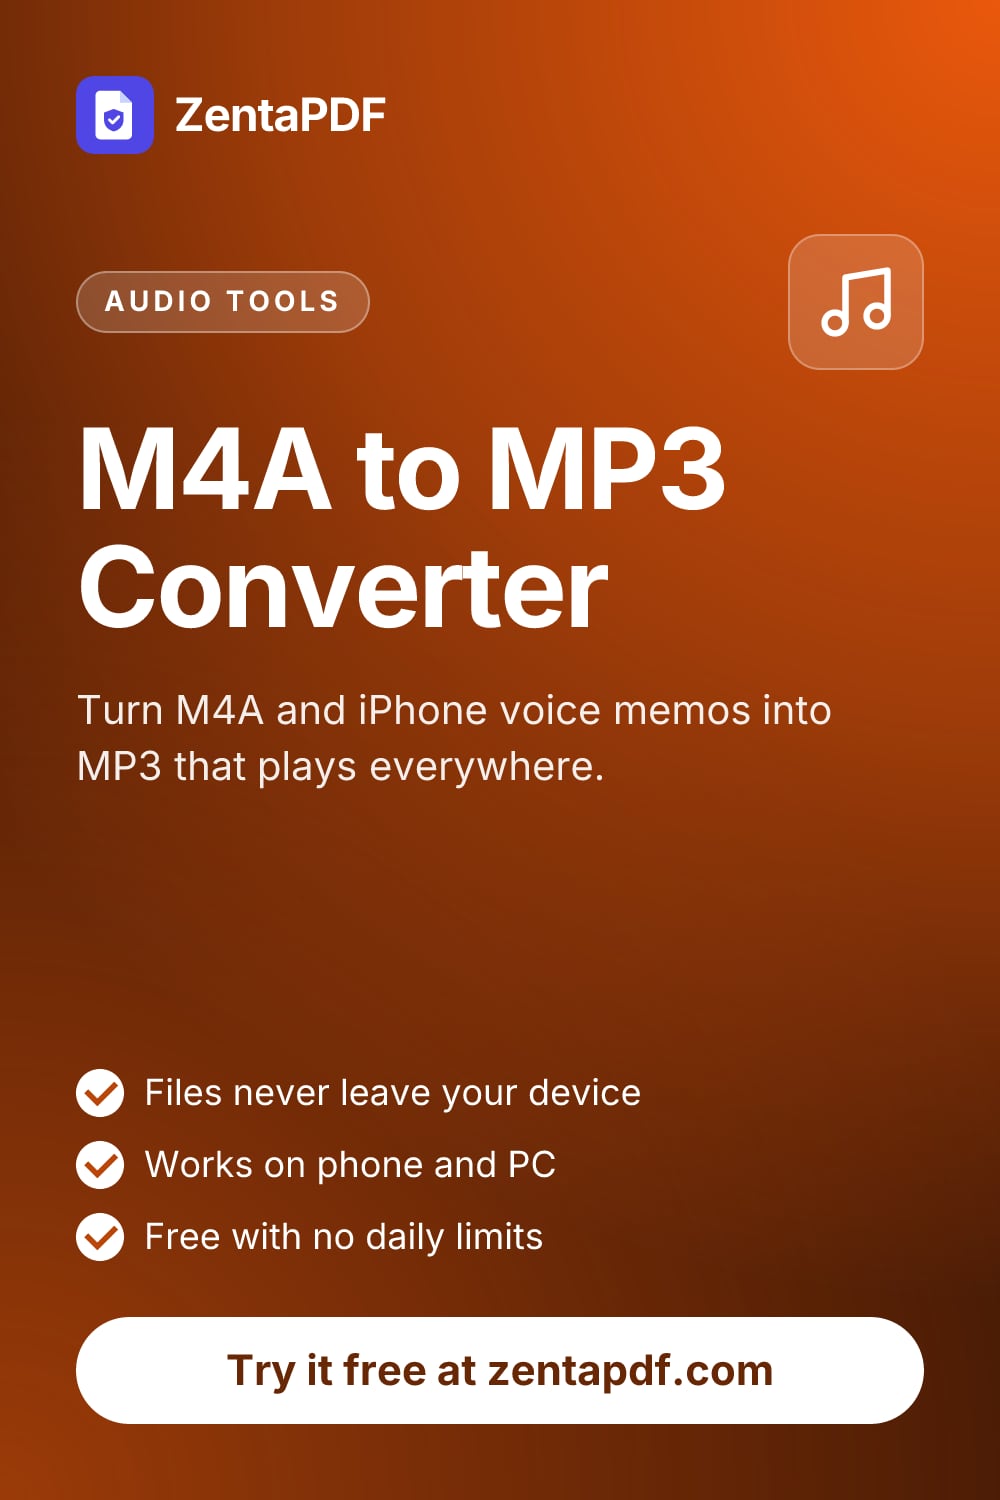 ZentaPDF
AUDIO TOOLS
M4A to MP3
Converter
Turn M4A and iPhone voice memos into
MP3 that plays everywhere.
Files never leave your device
Works on phone and PC
Free with no daily limits
Try it free at zentapdf.com